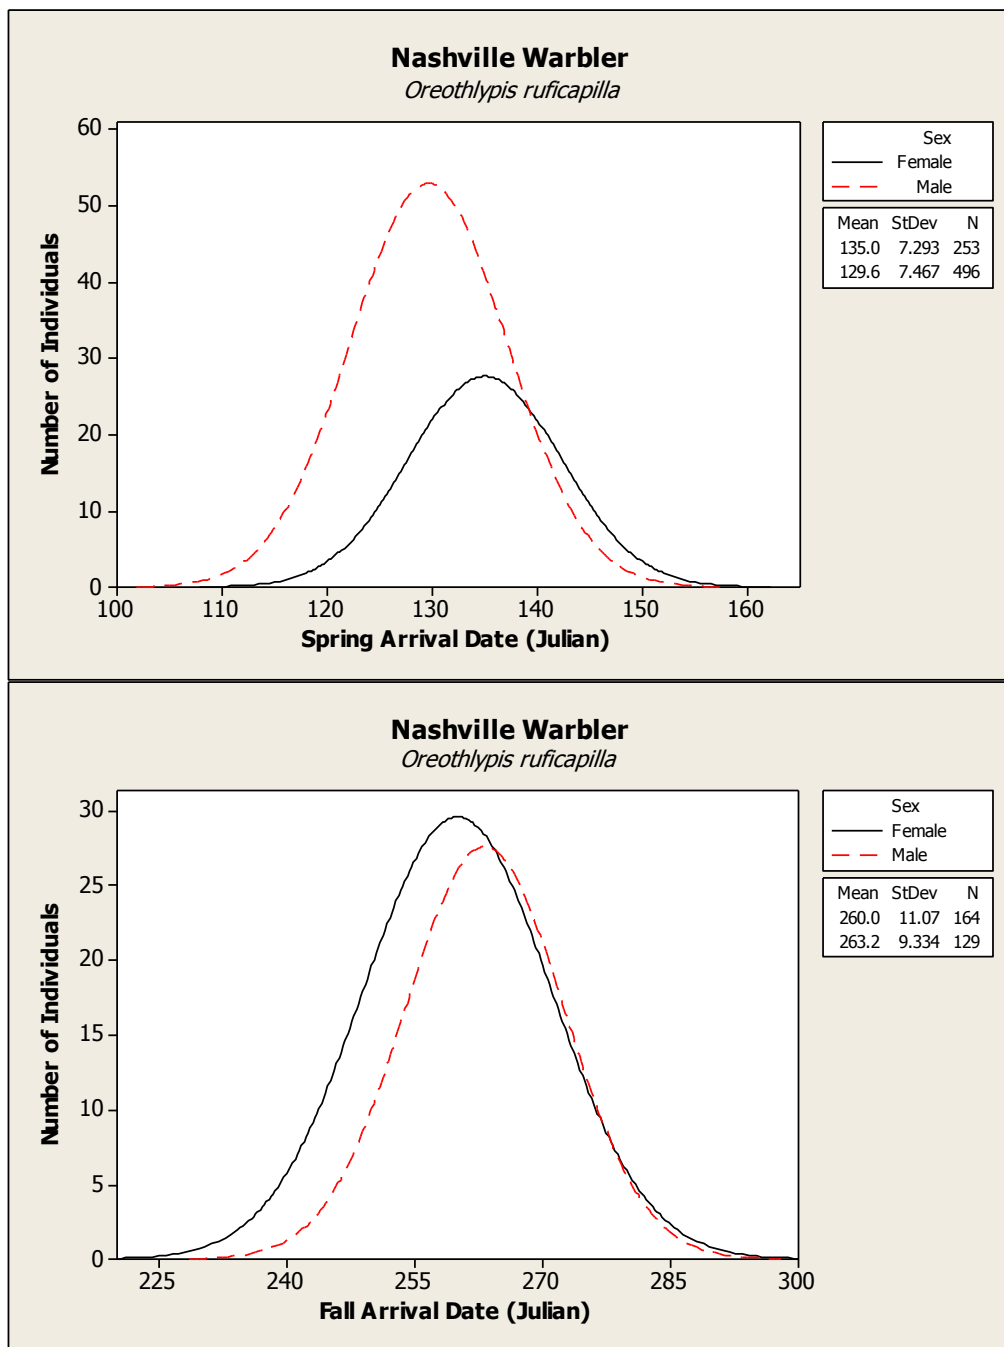 Nashville Warbler
Oreothlypis ruficapilla
60
50
40
30
20
10
0
Number of Individuals
100 110 120 130 140 150 160
Spring Arrival Date (Julian)
Sex
Female
Male
Mean StDev N
135.0 7.293 253
129.6 7.467 496
Nashville Warbler
Oreothlypis ruficapilla
30
25
20
15
10
5
0
Number of Individuals
225 240 255 270 285 300
Fall Arrival Date (Julian)
Sex
Female
Male
Mean StDev N
260.0 11.07 164
263.2 9.334 129